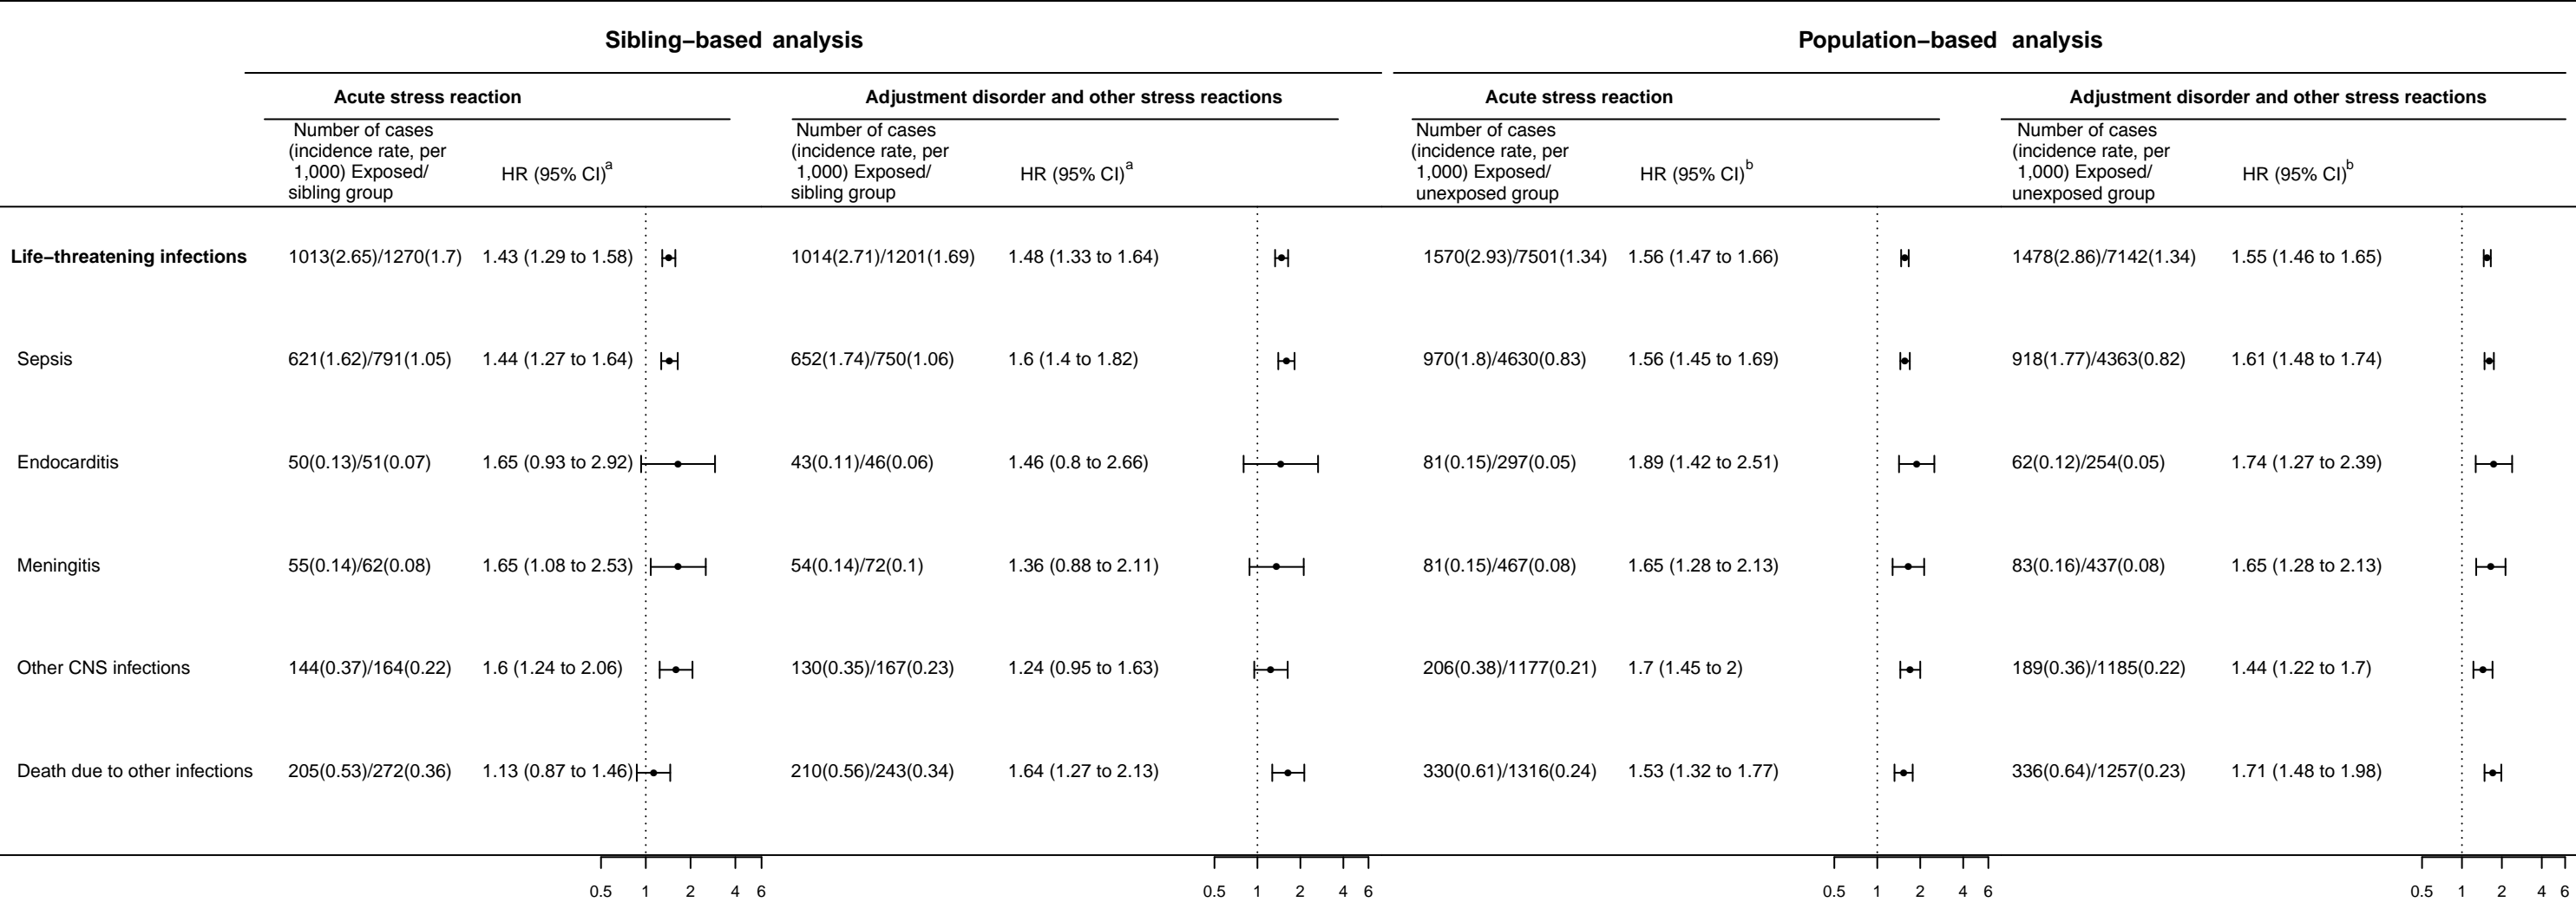 Sibling−based analysis
Population−based analysis
Acute stress reaction
Adjustment disorder and other stress reactions
Acute stress reaction
Adjustment disorder and other stress reactions
Number of cases
(incidence rate, per
1,000) Exposed/
sibling group
HR (95% CI)a
Number of cases
(incidence rate, per
1,000) Exposed/
sibling group
HR (95% CI)a
Number of cases
(incidence rate, per
1,000) Exposed/
unexposed group
HR (95% CI)b
Number of cases
(incidence rate, per
1,000) Exposed/
unexposed group
HR (95% CI)b
Life−threatening infections 1013(2.65)/1270(1.7) 1.43 (1.29 to 1.58) 1014(2.71)/1201(1.69) 1.48 (1.33 to 1.64) 1570(2.93)/7501(1.34) 1.56 (1.47 to 1.66) 1478(2.86)/7142(1.34) 1.55 (1.46 to 1.65)
Sepsis 621(1.62)/791(1.05) 1.44 (1.27 to 1.64) 652(1.74)/750(1.06) 1.6 (1.4 to 1.82) 970(1.8)/4630(0.83) 1.56 (1.45 to 1.69) 918(1.77)/4363(0.82) 1.61 (1.48 to 1.74)
Endocarditis 50(0.13)/51(0.07) 1.65 (0.93 to 2.92) 43(0.11)/46(0.06) 1.46 (0.8 to 2.66) 81(0.15)/297(0.05) 1.89 (1.42 to 2.51) 62(0.12)/254(0.05) 1.74 (1.27 to 2.39)
Meningitis 55(0.14)/62(0.08) 1.65 (1.08 to 2.53) 54(0.14)/72(0.1) 1.36 (0.88 to 2.11) 81(0.15)/467(0.08) 1.65 (1.28 to 2.13) 83(0.16)/437(0.08) 1.65 (1.28 to 2.13)
Other CNS infections 144(0.37)/164(0.22) 1.6 (1.24 to 2.06) 130(0.35)/167(0.23) 1.24 (0.95 to 1.63) 206(0.38)/1177(0.21) 1.7 (1.45 to 2) 189(0.36)/1185(0.22) 1.44 (1.22 to 1.7)
Death due to other infections 205(0.53)/272(0.36) 1.13 (0.87 to 1.46) 210(0.56)/243(0.34) 1.64 (1.27 to 2.13) 330(0.61)/1316(0.24) 1.53 (1.32 to 1.77) 336(0.64)/1257(0.23) 1.71 (1.48 to 1.98)
0.5 1 2 4 6 0.5 1 2 4 6 0.5 1 2 4 6 0.5 1 2 4 6